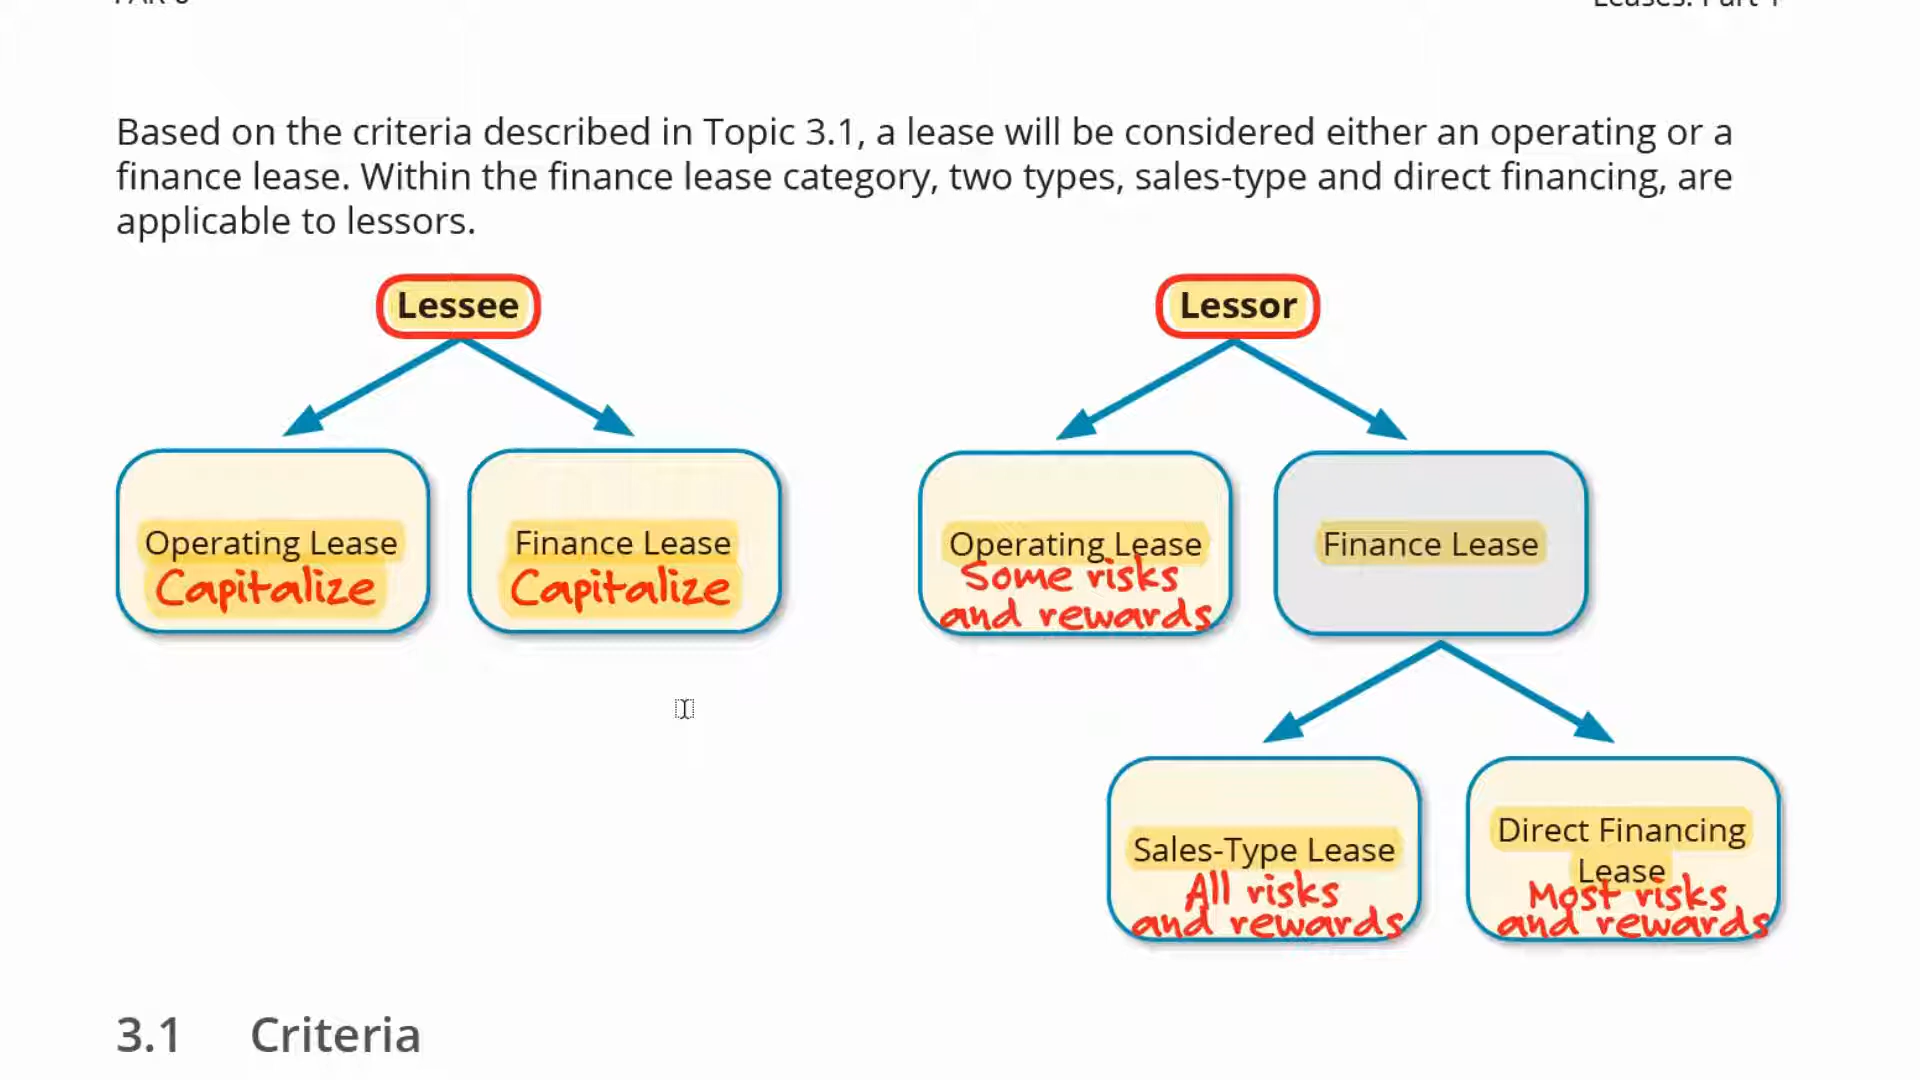 Based on the criteria described in Topic 3.1, a lease will be considered either an operating or a
finance lease. Within the finance lease category, two types, sales-type and direct financing, are
applicable to lessors.
Lessee
Lessor
Operating Lease
Capitalize
Finance Lease
Capitalize
Operating Lease
Some risks
and rewards
Finance Lease
Sales-Type Lease
All risks
and rewards
Direct Financing
Lease
Most risks
and rewards
3.1 Criteria